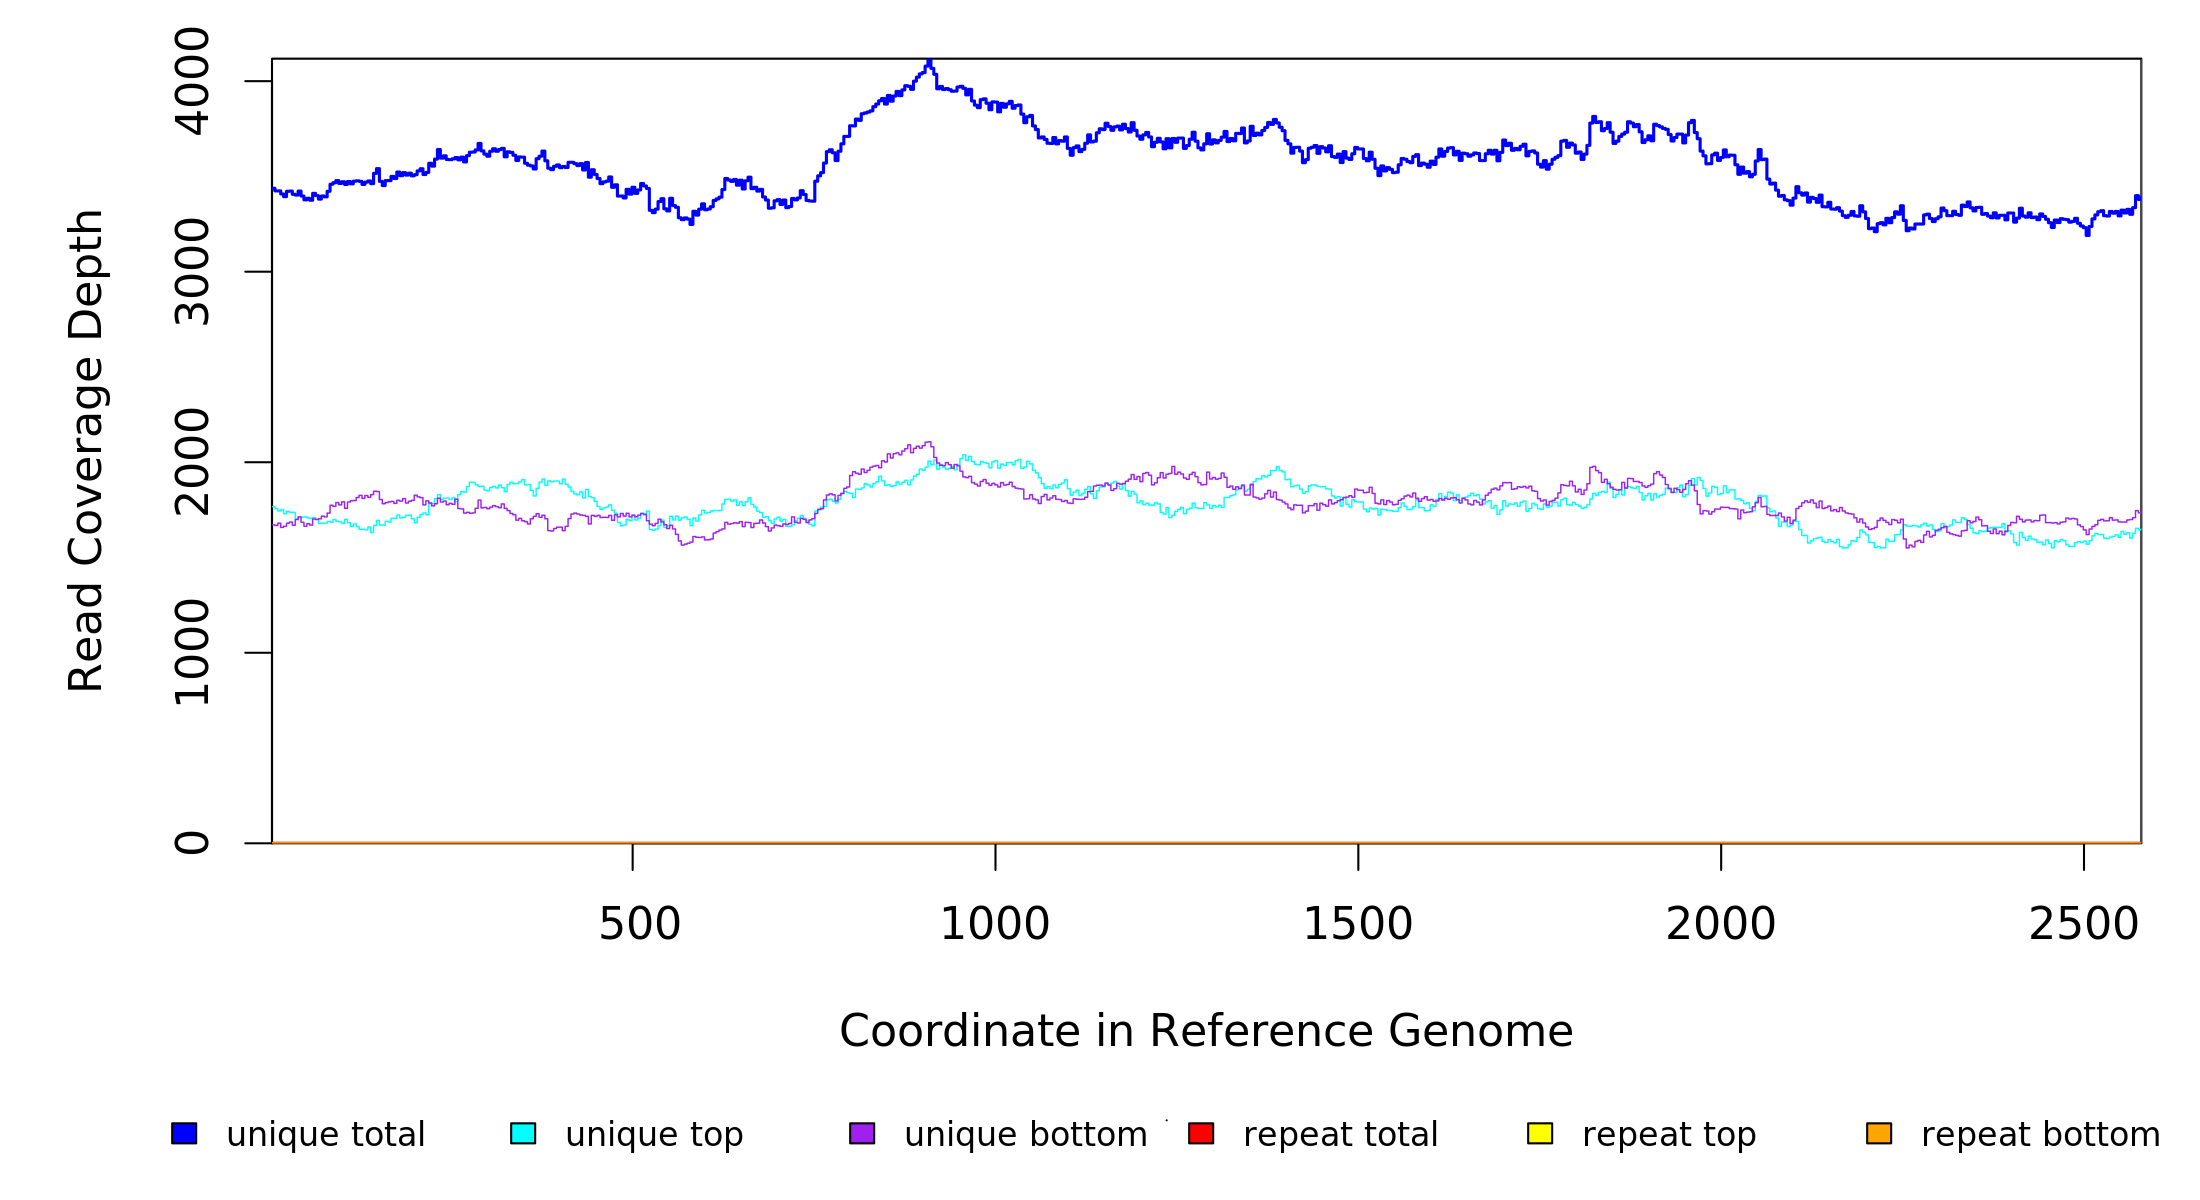 Read Coverage Depth
4000
3000
2000
1000
0
500 1000 1500 2000 2500
Coordinate in Reference Genome
unique total unique top unique bottom repeat total repeat top repeat bottom